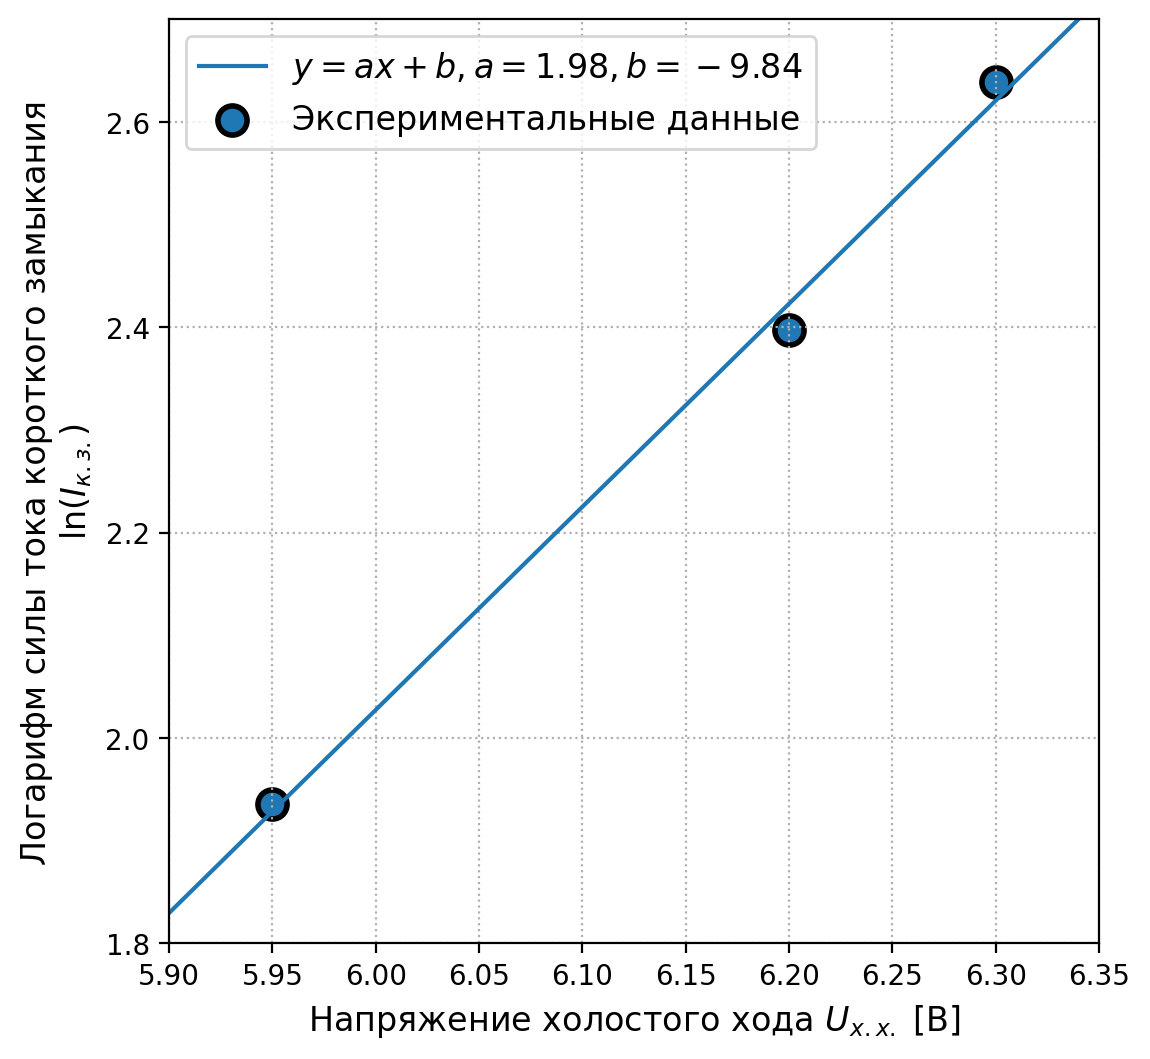 y = ax + b, a = 1.98, b = −9.84
Экспериментальные данные
Логарифм силы тока короткого замыкания
ln(Iк.з.)
2.6
2.4
2.2
2.0
1.8
5.90 5.95 6.00 6.05 6.10 6.15 6.20 6.25 6.30 6.35
Напряжение холостого хода Uх.х. [В]